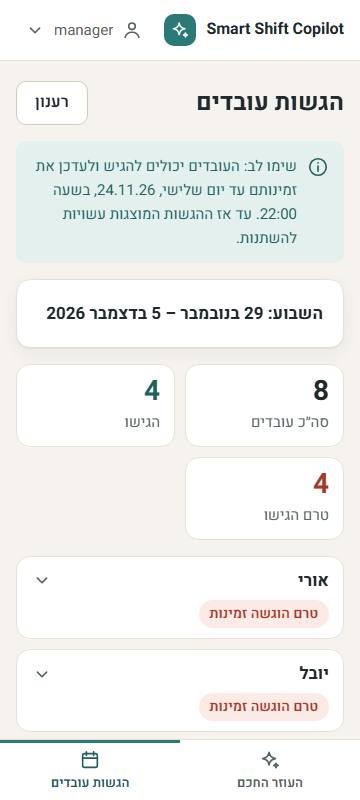 Smart Shift Copilot
manager
הגשות עובדים
רענון
שימו לב: העובדים יכולים להגיש ולעדכן את
זמינותם עד יום שלישי, 24.11.26, בשעה
22:00. עד אז ההגשות המוצגות עשויות
להשתנות.
השבוע: 29 בנובמבר – 5 בדצמבר 2026
8
סה״כ עובדים
4
הגישו
4
טרם הגישו
אורי
טרם הוגשה זמינות
יובל
טרם הוגשה זמינות
העוזר החכם
הגשות עובדים